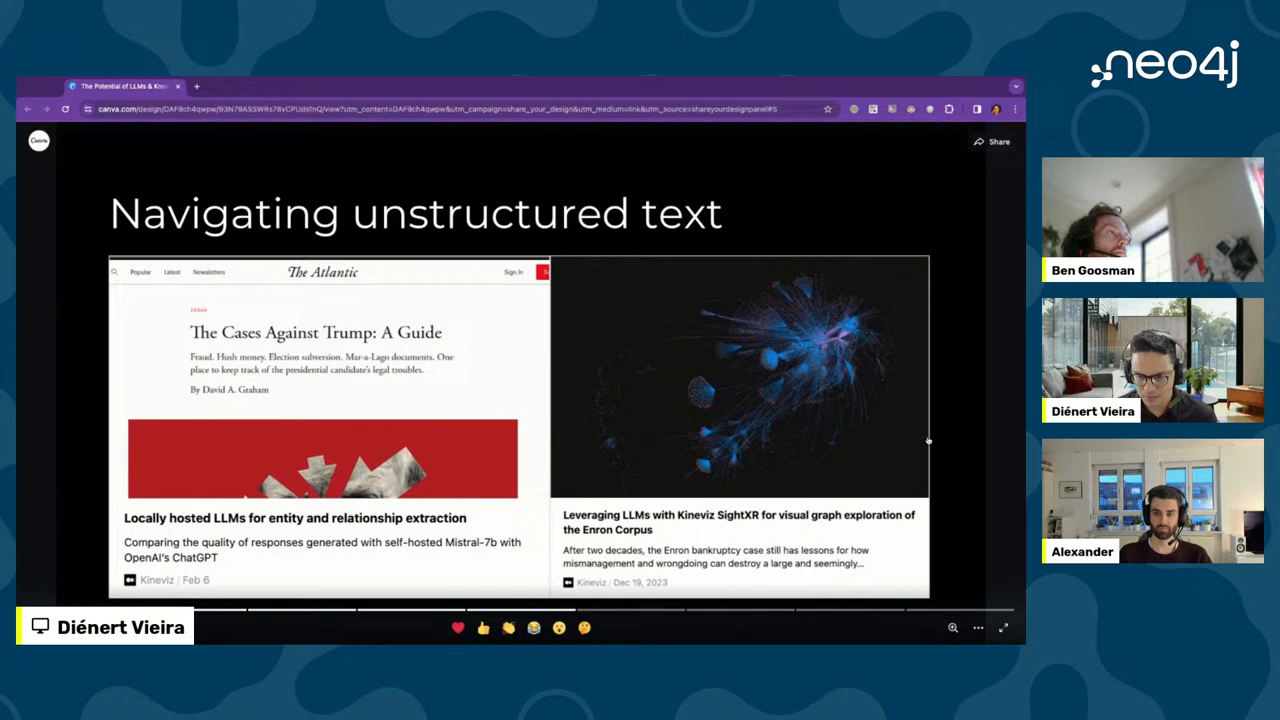 neo4j
The Potential of LLMs & Kno
canva.com/design/DAF9ch4qwpw/93N79ASSWRs78vCPUdsTnQ/view?utm_content=DAF9ch4qwpw&utm_campaign=share_your_design&utm_medium=link&utm_source=shareyourdesignpanel#5
Canva
Share
Navigating unstructured text
Popular Latest Newsletters The Atlantic Sign In
IDEAS
The Cases Against Trump: A Guide
Fraud. Hush money. Election subversion. Mar-a-Lago documents. One
place to keep track of the presidential candidate's legal troubles.
By David A. Graham
Locally hosted LLMs for entity and relationship extraction
Comparing the quality of responses generated with self-hosted Mistral-7b with
OpenAI's ChatGPT
Kineviz / Feb 6
Leveraging LLMs with Kineviz SightXR for visual graph exploration of
the Enron Corpus
After two decades, the Enron bankruptcy case still has lessons for how
mismanagement and wrongdoing can destroy a large and seemingly...
Kineviz / Dec 19, 2023
Diénert Vieira
Ben Goosman
Diénert Vieira
Alexander